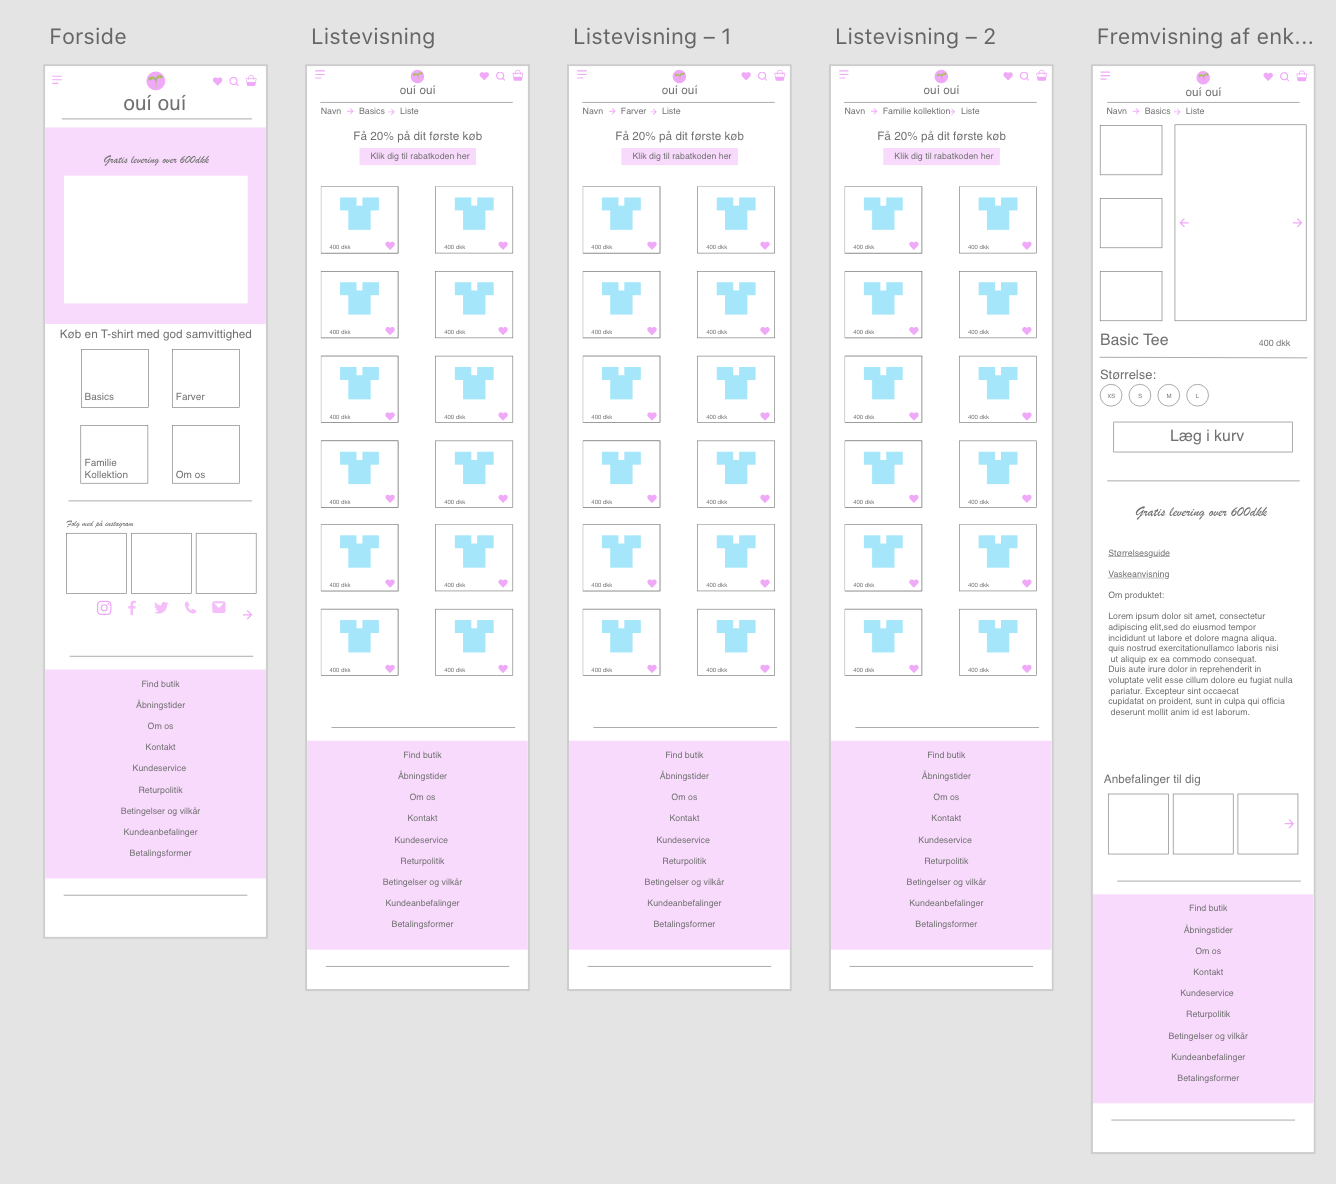 Forside
ouí ouí
Gratis levering over 600dkk
Køb en T-shirt med god samvittighed
Basics
Farver
Familie
Kollektion
Om os
Følg med på instagram
Find butik
Åbningstider
Om os
Kontakt
Kundeservice
Returpolitik
Betingelser og vilkår
Kundeanbefalinger
Betalingsformer
Listevisning
ouí ouí
Navn → Basics → Liste
Få 20% på dit første køb
Klik dig til rabatkoden her
400 dkk 400 dkk
400 dkk 400 dkk
400 dkk 400 dkk
400 dkk 400 dkk
400 dkk 400 dkk
400 dkk 400 dkk
Find butik
Åbningstider
Om os
Kontakt
Kundeservice
Returpolitik
Betingelser og vilkår
Kundeanbefalinger
Betalingsformer
Listevisning – 1
ouí ouí
Navn → Farver → Liste
Få 20% på dit første køb
Klik dig til rabatkoden her
400 dkk 400 dkk
400 dkk 400 dkk
400 dkk 400 dkk
400 dkk 400 dkk
400 dkk 400 dkk
400 dkk 400 dkk
Find butik
Åbningstider
Om os
Kontakt
Kundeservice
Returpolitik
Betingelser og vilkår
Kundeanbefalinger
Betalingsformer
Listevisning – 2
ouí ouí
Navn → Familie kollektion → Liste
Få 20% på dit første køb
Klik dig til rabatkoden her
400 dkk 400 dkk
400 dkk 400 dkk
400 dkk 400 dkk
400 dkk 400 dkk
400 dkk 400 dkk
400 dkk 400 dkk
Find butik
Åbningstider
Om os
Kontakt
Kundeservice
Returpolitik
Betingelser og vilkår
Kundeanbefalinger
Betalingsformer
Fremvisning af enk...
ouí ouí
Navn → Basics → Liste
Basic Tee 400 dkk
Størrelse:
XS S M L
Læg i kurv
Gratis levering over 600dkk
Størrelsesguide
Vaskeanvisning
Om produktet:
Lorem ipsum dolor sit amet, consectetur
adipiscing elit,sed do eiusmod tempor
incididunt ut labore et dolore magna aliqua.
quis nostrud exercitationullamco laboris nisi
ut aliquip ex ea commodo consequat.
Duis aute irure dolor in reprehenderit in
voluptate velit esse cillum dolore eu fugiat nulla
pariatur. Excepteur sint occaecat
cupidatat on proident, sunt in culpa qui officia
deserunt mollit anim id est laborum.
Anbefalinger til dig
Find butik
Åbningstider
Om os
Kontakt
Kundeservice
Returpolitik
Betingelser og vilkår
Kundeanbefalinger
Betalingsformer